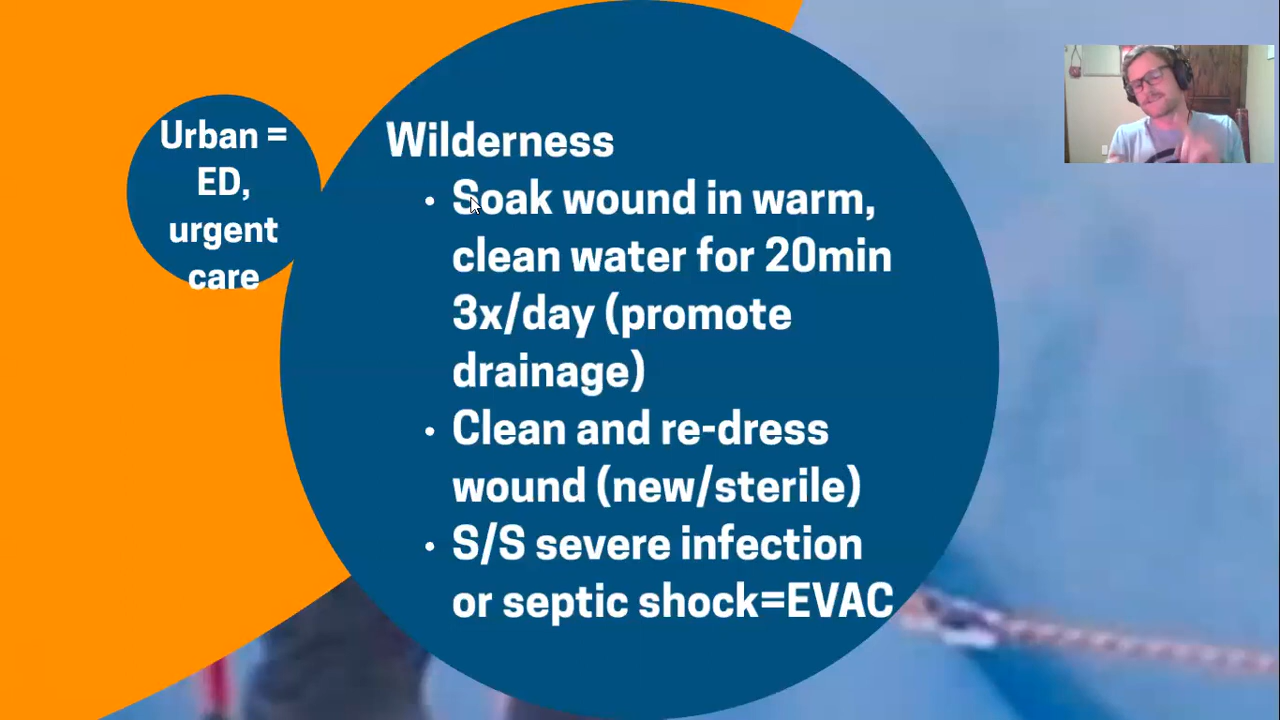 Urban =
ED,
urgent
care
Wilderness
• Soak wound in warm,
clean water for 20min
3x/day (promote
drainage)
• Clean and re-dress
wound (new/sterile)
• S/S severe infection
or septic shock=EVAC